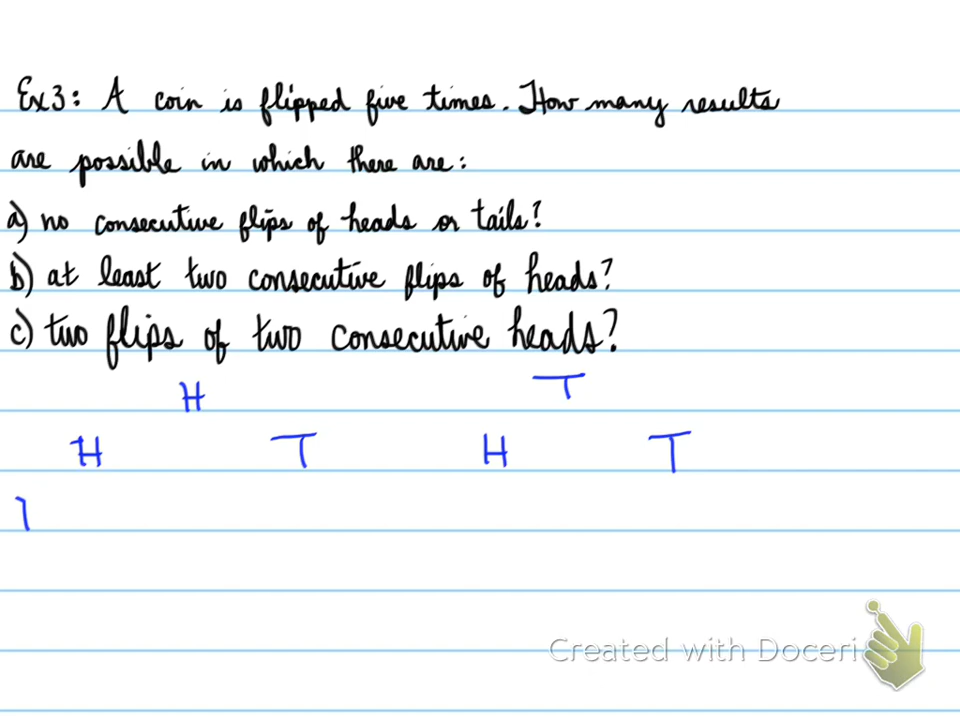 Ex3: A coin is flipped five times. How many results
are possible in which there are:
a) no consecutive flips of heads or tails?
b) at least two consecutive flips of heads?
c) two flips of two consecutive heads?
H T
H T H T
Created with Doceri